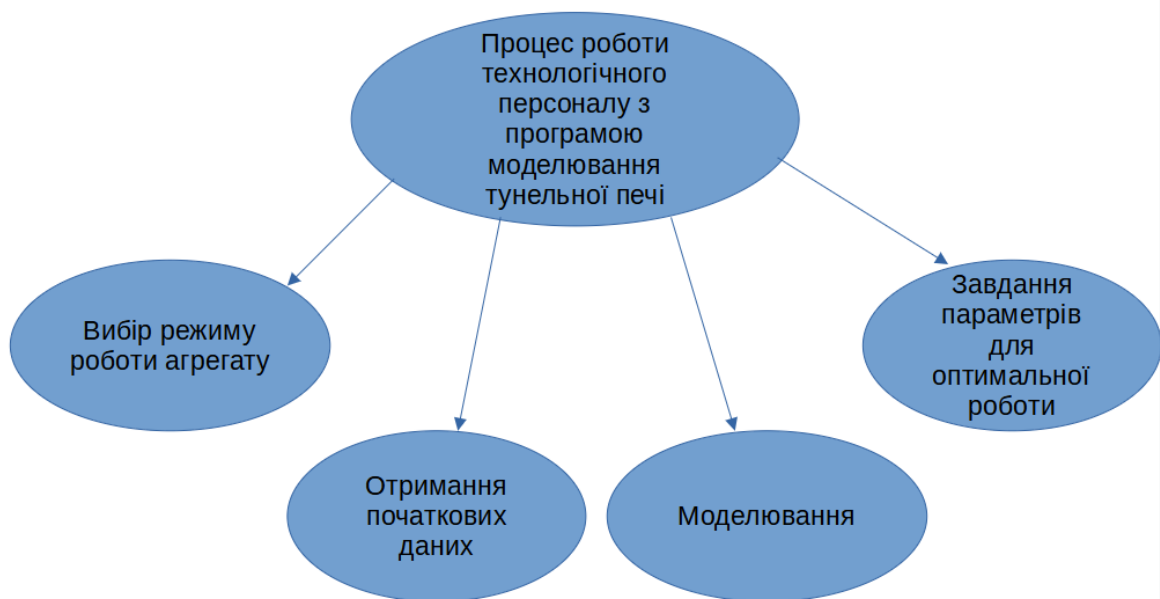 Процес роботи
технологічного
персоналу з
програмою
моделювання
тунельної печі
Вибір режиму
роботи агрегату
Отримання
початкових
даних
Моделювання
Завдання
параметрів
для
оптимальної
роботи